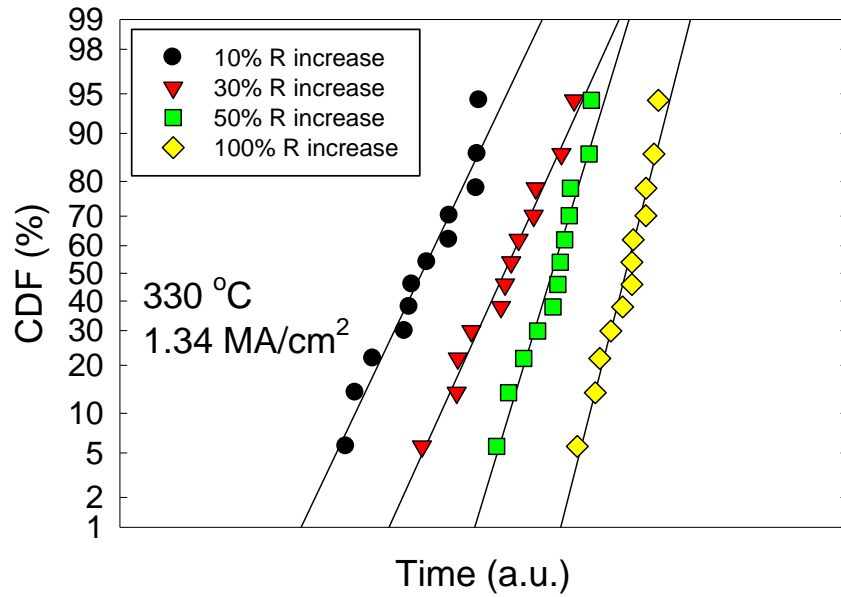 99
98
95
90
80
70
60
50
40
30
20
10
5
2
1
CDF (%)
10% R increase
30% R increase
50% R increase
100% R increase
330 °C
1.34 MA/cm²
Time (a.u.)